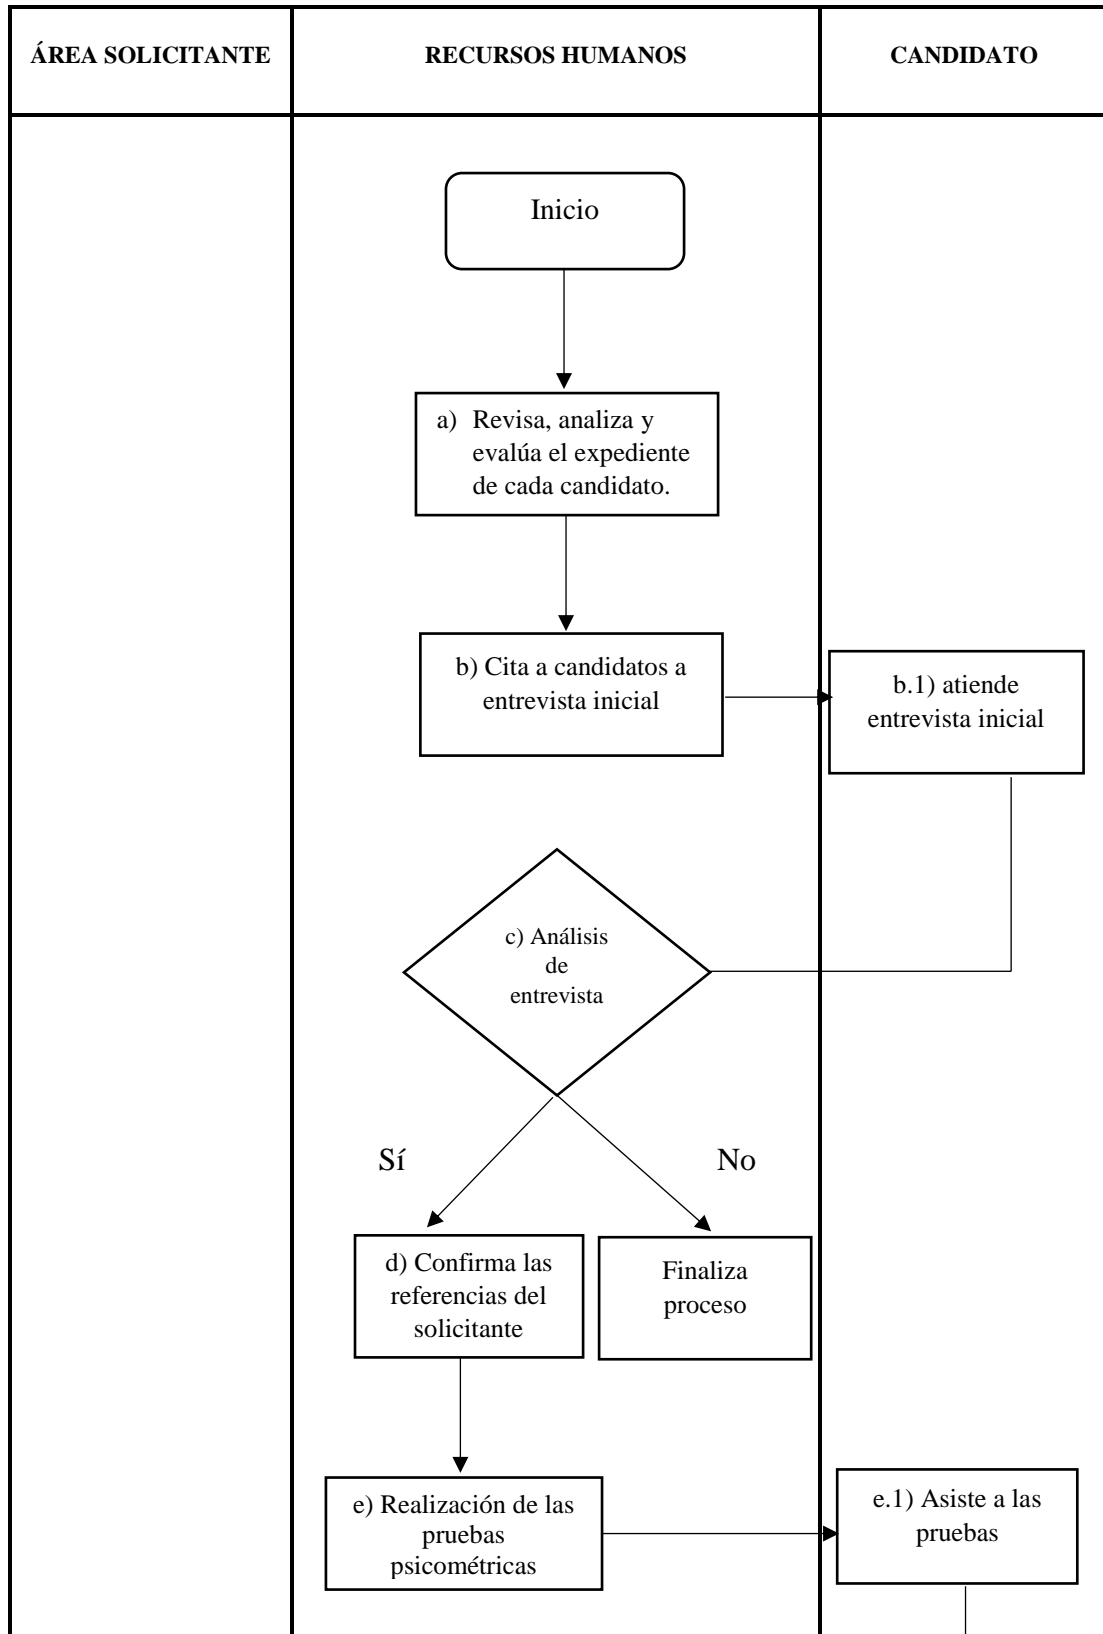 ÁREA SOLICITANTE
RECURSOS HUMANOS
CANDIDATO
Inicio
a) Revisa, analiza y
evalúa el expediente
de cada candidato.
b) Cita a candidatos a
entrevista inicial
b.1) atiende
entrevista inicial
c) Análisis
de
entrevista
Sí
No
d) Confirma las
referencias del
solicitante
Finaliza
proceso
e) Realización de las
pruebas
psicométricas
e.1) Asiste a las
pruebas